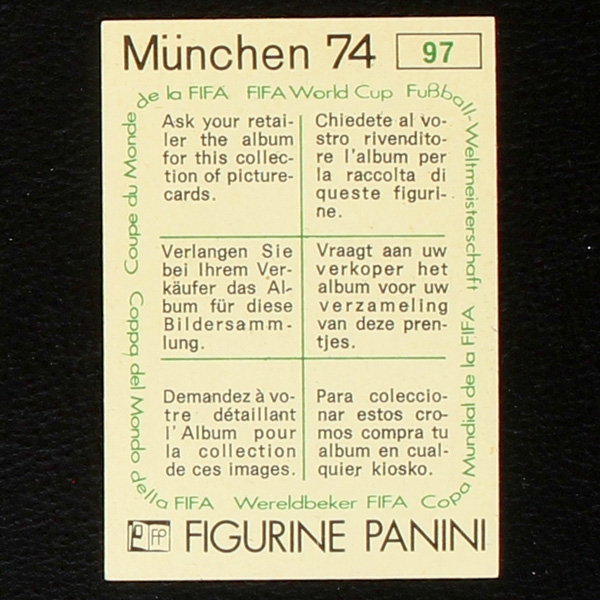 München 74
97
Coupe du Monde de la FIFA
FIFA World Cup
Fußball-Weltmeisterschaft
Ask your retai-
ler the album
for this collec-
tion of picture-
cards.
Chiedete al vo-
stro rivendito-
re l'album per
la raccolta di
queste figuri-
ne.
Verlangen Sie
bei Ihrem Ver-
käufer das Al-
bum für diese
Bildersamm-
lung.
Vraagt aan uw
verkoper het
album voor uw
verzameling
van deze pren-
tjes.
Demandez à vo-
tre détaillant
l'Album pour
la collection
de ces images.
Para coleccio-
nar estos cro-
mos compra tu
album en cual-
quier kiosko.
Coppa del Mondo della FIFA
Wereldbeker FIFA
Copa Mundial de la FIFA
FP FIGURINE PANINI